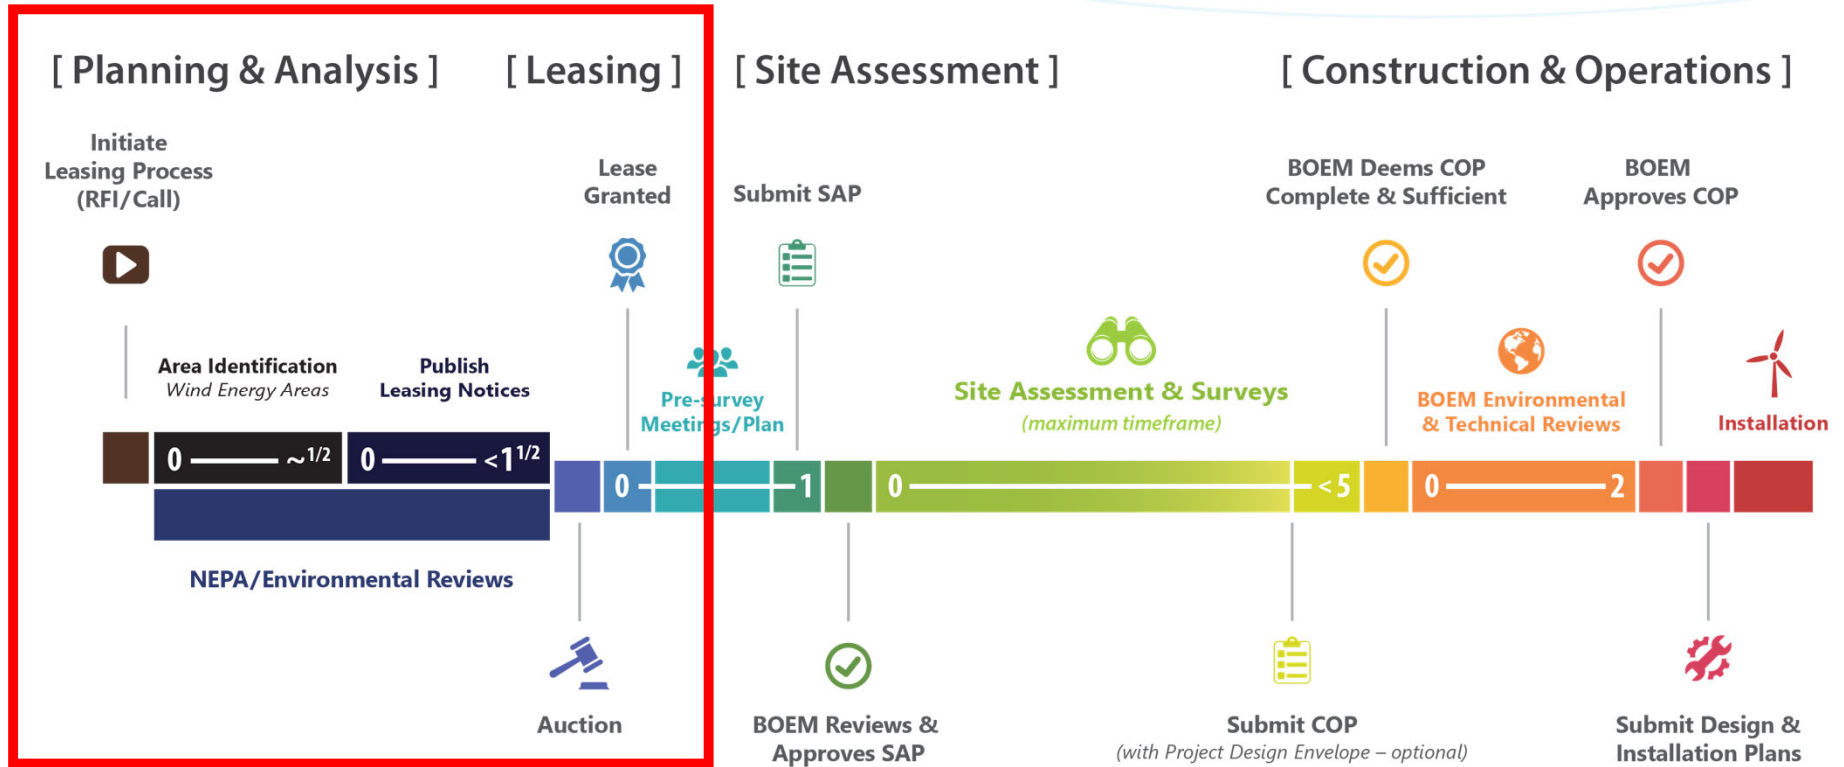 [ Planning & Analysis ]
[ Leasing ]
[ Site Assessment ]
[ Construction & Operations ]
Initiate
Leasing Process
(RFI/Call)
Lease
Granted
Submit SAP
BOEM Deems COP
Complete & Sufficient
BOEM
Approves COP
Area Identification
Wind Energy Areas
Publish
Leasing Notices
Pre-survey
Meetings/Plan
Site Assessment & Surveys
(maximum timeframe)
BOEM Environmental
& Technical Reviews
Installation
0 ~1/2
0 <1 1/2
0 1
0 <5
0 2
NEPA/Environmental Reviews
Auction
BOEM Reviews &
Approves SAP
Submit COP
(with Project Design Envelope – optional)
Submit Design &
Installation Plans